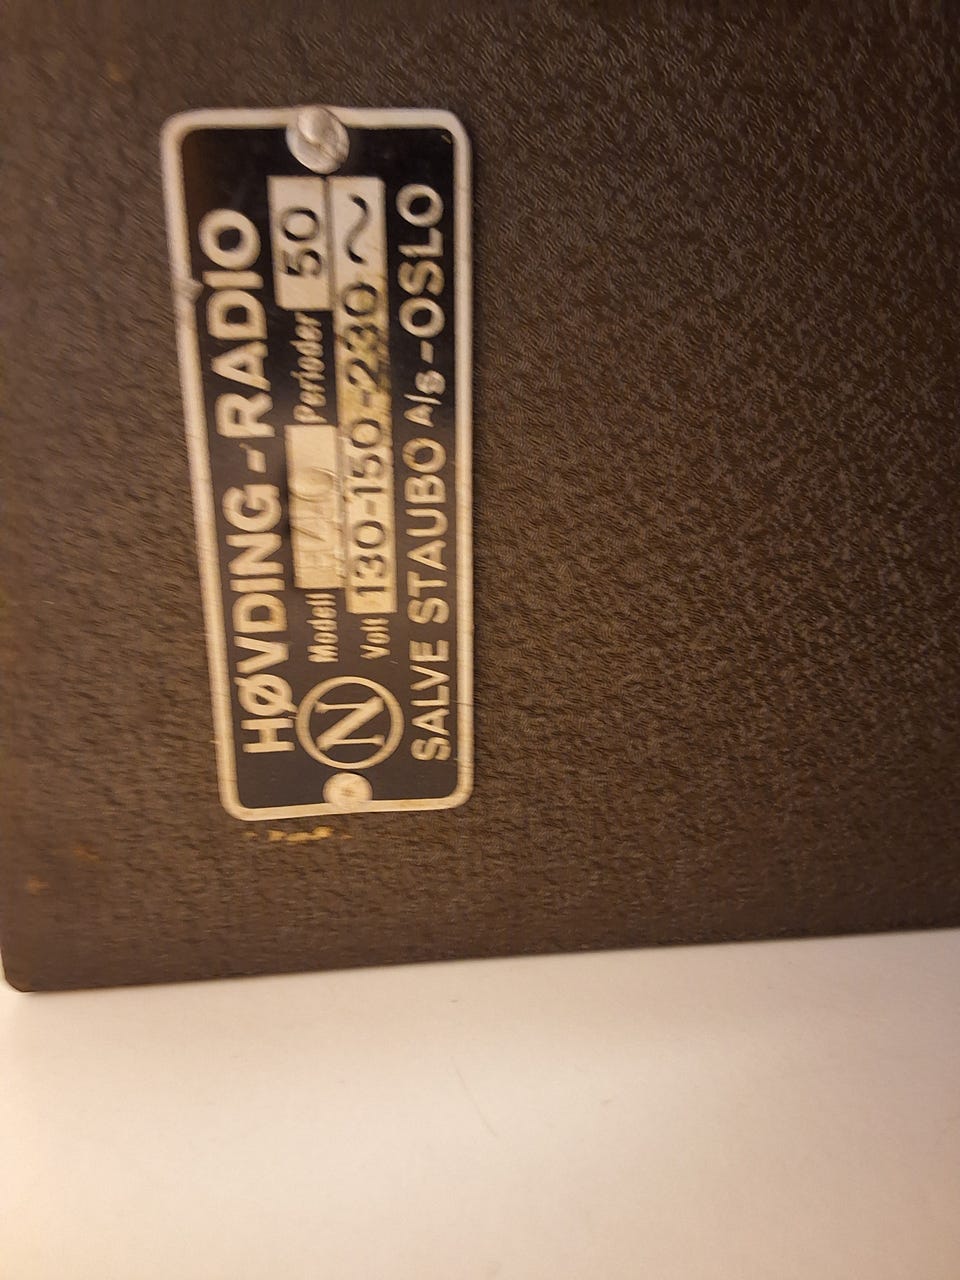 HØVDING-RADIO
Modell Perioder 50
N
Volt 130-150-230 ~
SALVE STAUBO A/s-OSLO